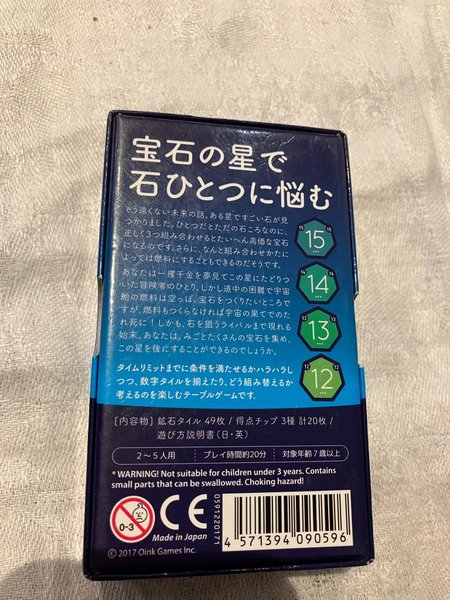 宝石の星で
石ひとつに悩む
そう遠くない未来の話。ある星ですごい石が見
つかりました。ひとつだとただの石ころなのに、
正しく3つ組み合わせるとたいへん高価な宝石
になるのです。さらに、なんと組み合わせかた に
よっては燃料にすることもできるのだそうです。
あなたは一攫千金を夢見てこの星にたどりつ
いた冒険者のひとり。しかし道中の困難で宇宙
船の燃料は空っぽ。宝石をつくりたいところで
すが、燃料もつくらなければ宇宙の果てでのた
れ死に!しかも、石を狙うライバルまで現れる
始末。あなたは、みごとたくさんの宝石を集め、
この星を後にすることができるのでしょうか。
タイムリミットまでに条件を満たせるかハラハラし
つつ、数字タイルを揃えたり、どう組み替えるか
考えるのを楽しむテーブルゲームです。
15 15 15
14 14 14
13 13 13
12 12 12
[内容物] 鉱石タイル 49枚 / 得点チップ 3種 計20枚 /
遊び方説明書(日・英)
2〜5人用 プレイ時間約20分 対象年齢7歳以上
* WARNING! Not suitable for children under 3 years. Contains
small parts that can be swallowed. Choking hazard!
0-3
CE
Made in Japan
0591220171
4 571394 090596
© 2017 Oink Games Inc.